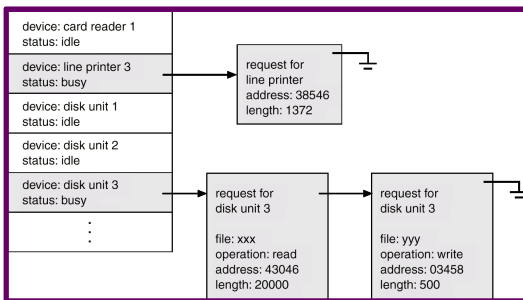 device: card reader 1
status: idle
device: line printer 3
status: busy
device: disk unit 1
status: idle
device: disk unit 2
status: idle
device: disk unit 3
status: busy
request for
line printer
address: 38546
length: 1372
request for
disk unit 3
file: xxx
operation: read
address: 43046
length: 20000
request for
disk unit 3
file: yyy
operation: write
address: 03458
length: 500